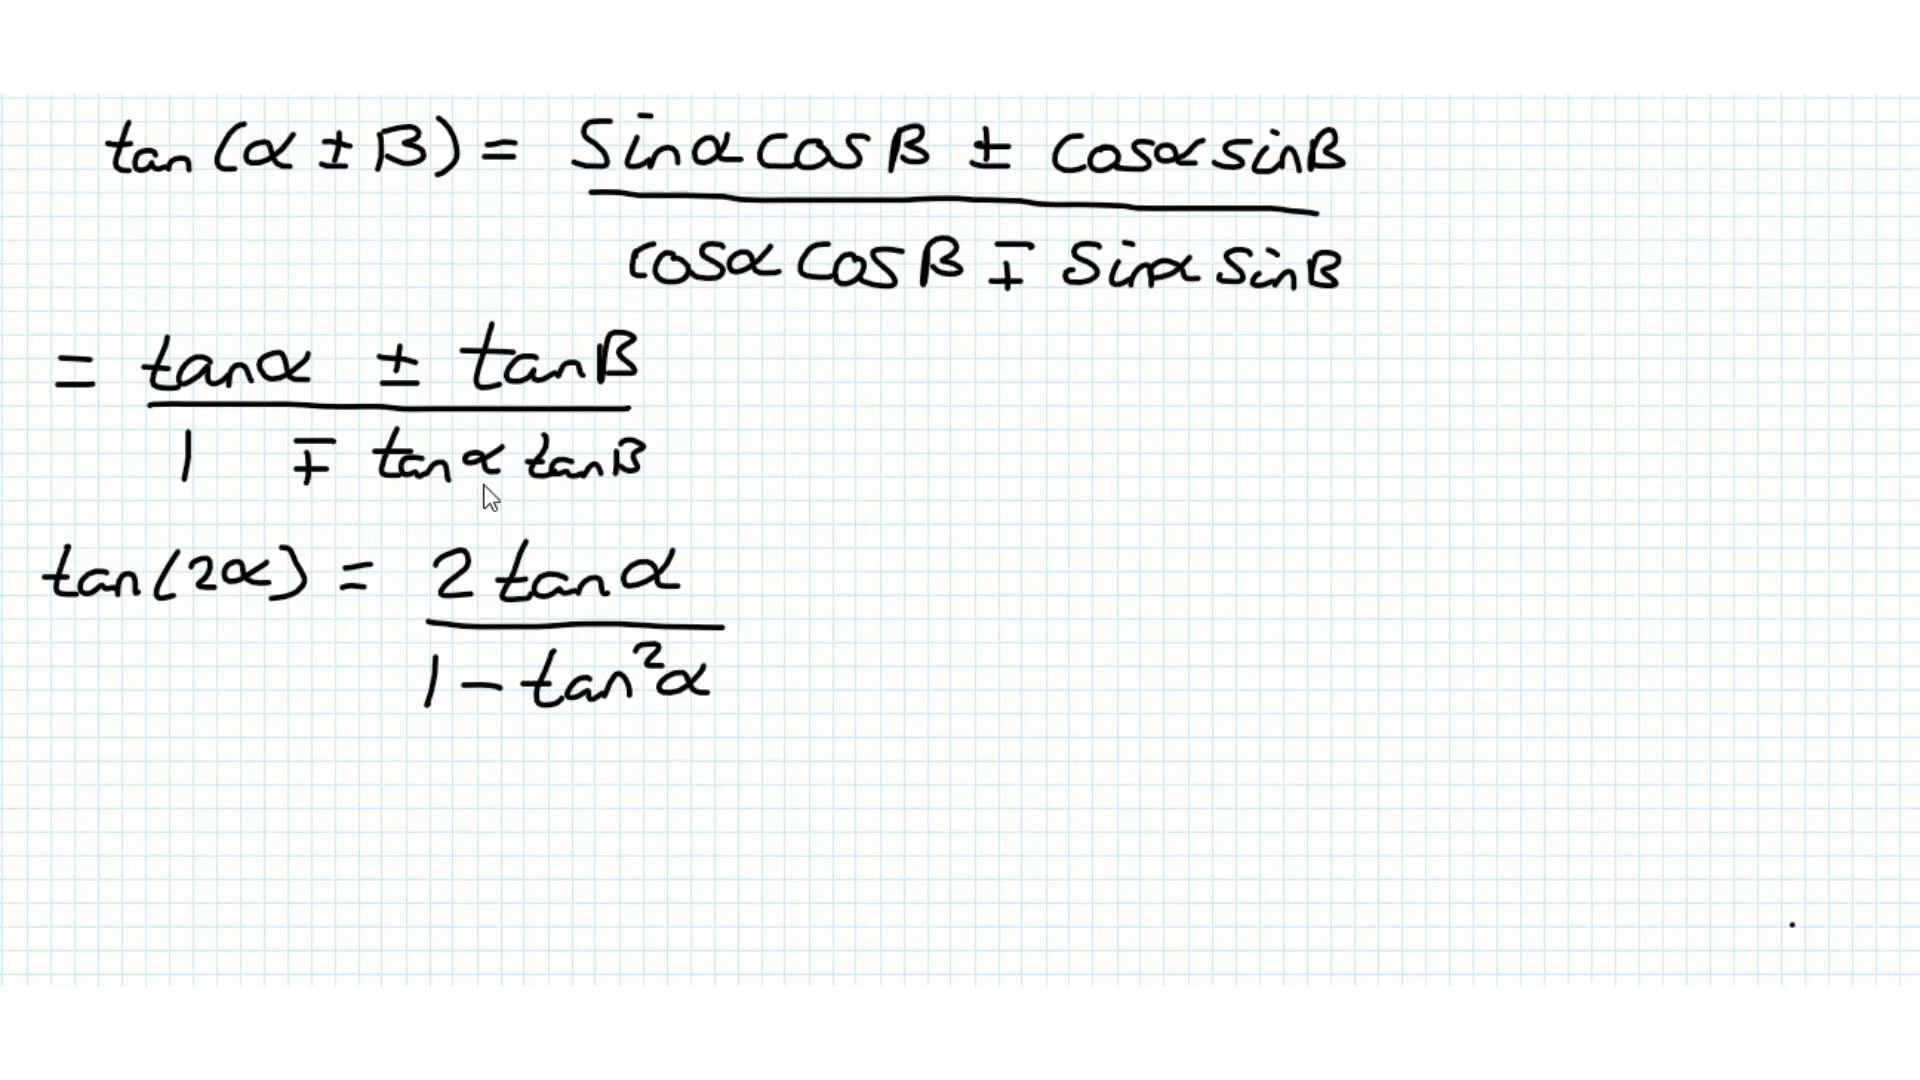 tan(α ± β) = sinα cosβ ± cosα sinβ
cosα cosβ ∓ sinα sinβ
= tanα ± tanβ
1 ∓ tanα tanβ
tan(2α) = 2 tanα
1 - tan²α